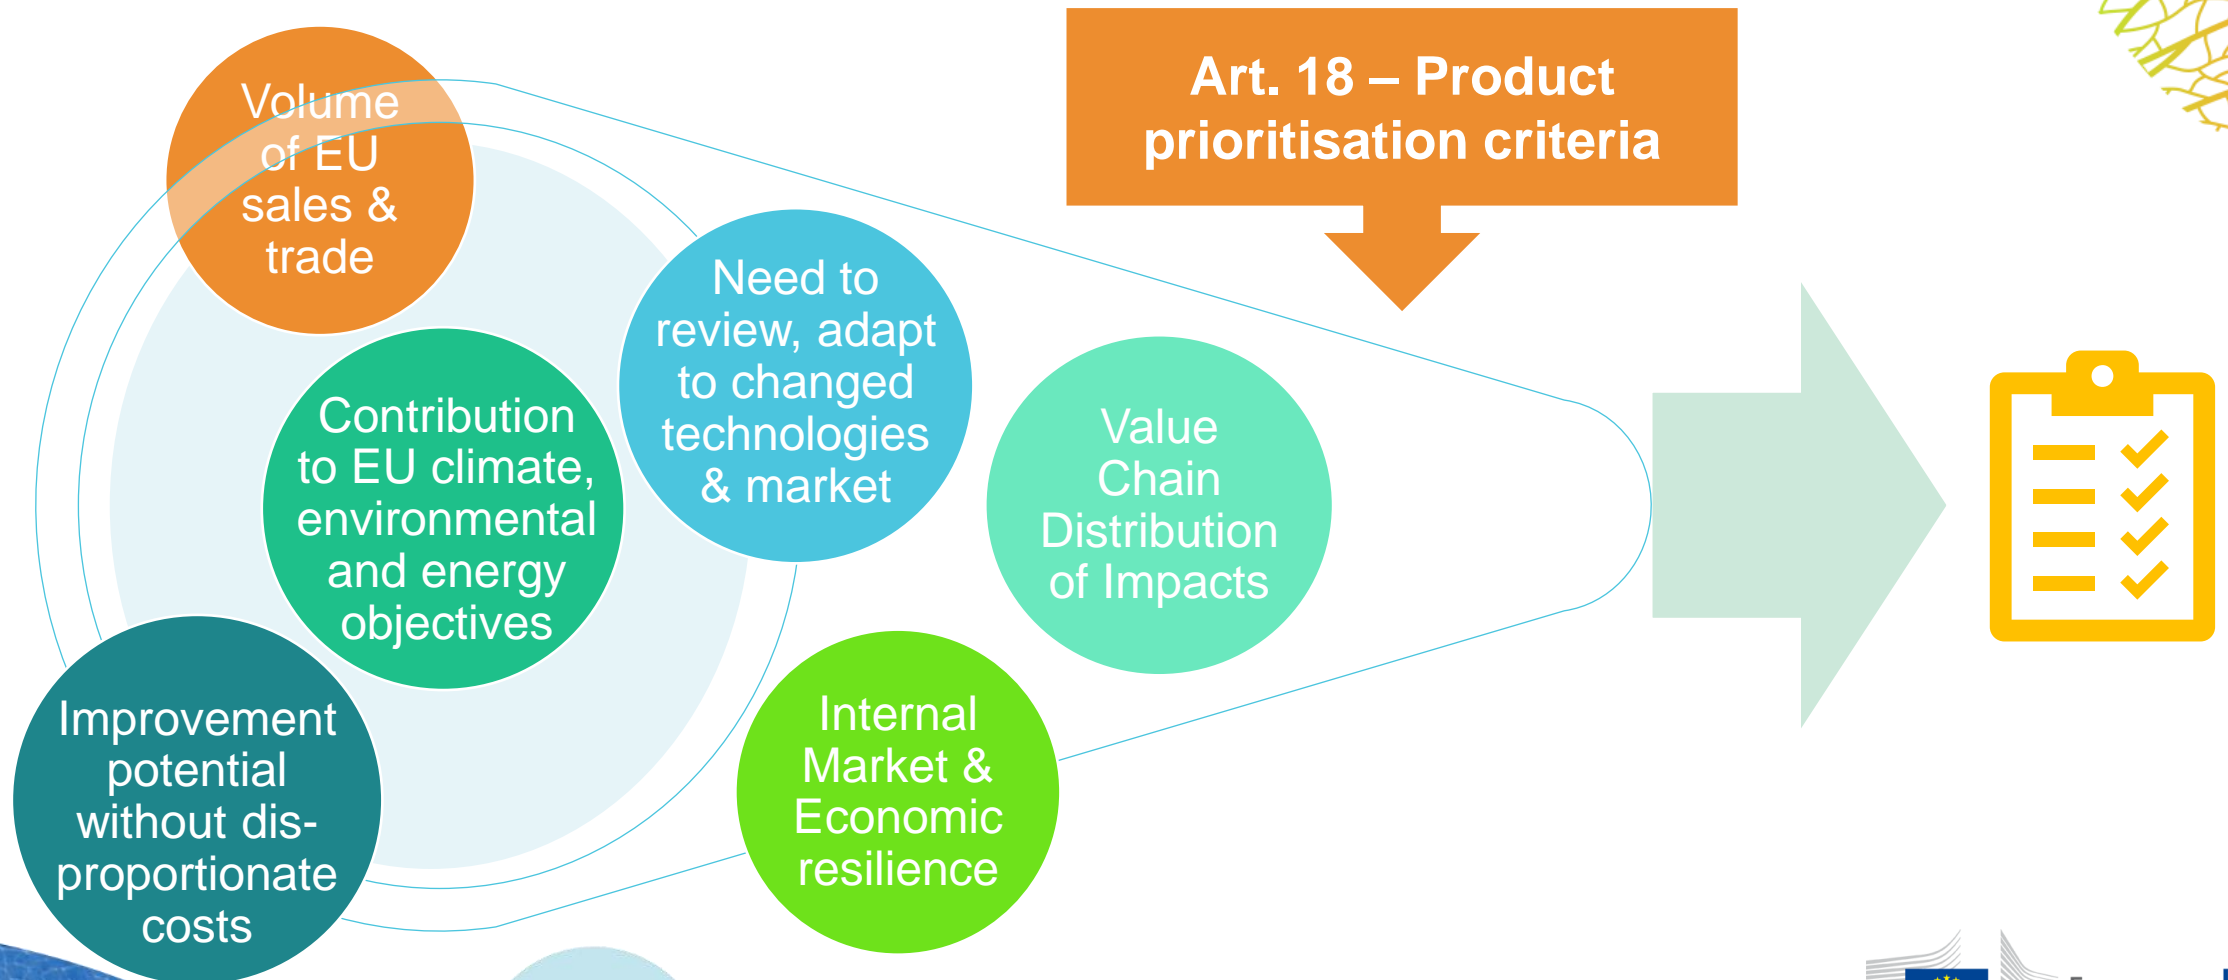 Art. 18 – Product
prioritisation criteria
Volume
of EU
sales &
trade
Need to
review, adapt
to changed
technologies
& market
Contribution
to EU climate,
environmental
and energy
objectives
Value
Chain
Distribution
of Impacts
Improvement
potential
without dis-
proportionate
costs
Internal
Market &
Economic
resilience